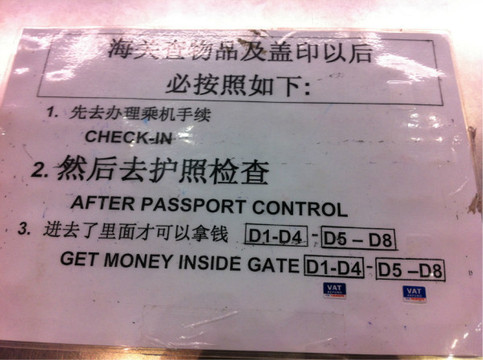 海关查物品及盖印以后
必按照如下:
1. 先去办理乘机手续
CHECK-IN
2. 然后去护照检查
AFTER PASSPORT CONTROL
3. 进去了里面才可以拿钱 D1-D4 - D5 – D8
GET MONEY INSIDE GATE D1-D4 - D5 – D8
VAT VAT